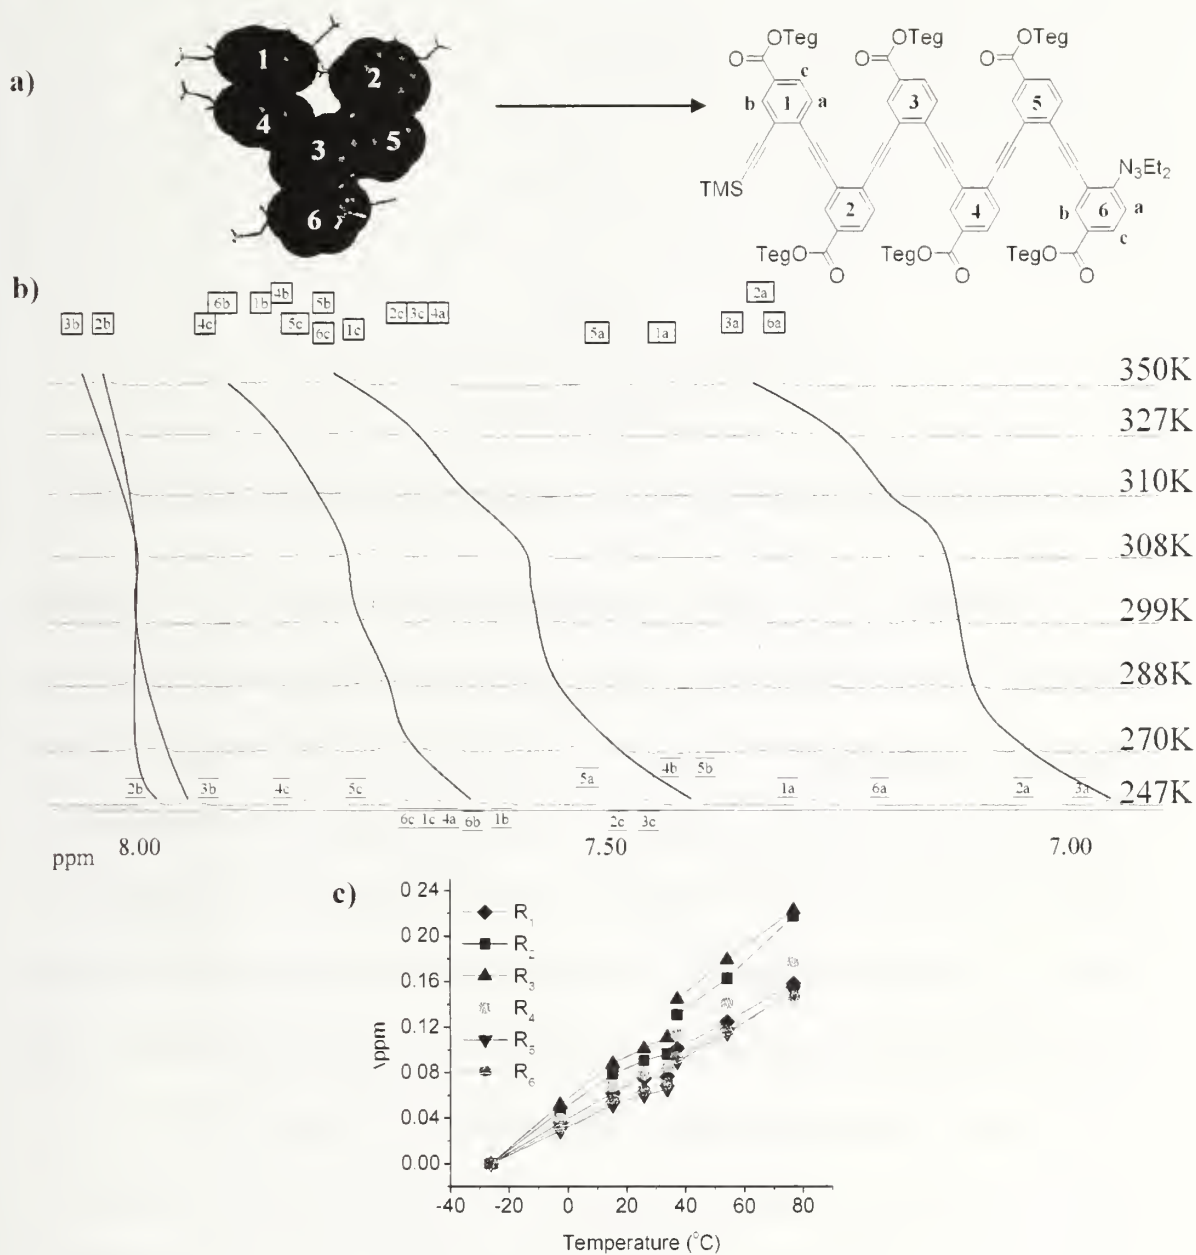 a)
1
2
4
3
5
6
OTeg
OTeg
OTeg
O
O
O
c
b
1
a
3
5
TMS
N3Et2
2
4
b
6
a
c
TegO
TegO
TegO
O
O
O
b)
3b 2b 4c 6b 1b 4b 5c 5b 6c 1c 2c 3c 4a 5a 1a 3a 2a 6a
350K
327K
310K
308K
299K
288K
270K
247K
2b 3b 4c 5c 5a 4b 5b 1a 6a 2a 3a
6c 1c 4a 6b 1b 2c 3c
ppm 8.00 7.50 7.00
c)
0 24
0 20
0.16
0.12
0.08
0.04
0.00
\ppm
R1
R2
R3
R4
R5
R6
-40 -20 0 20 40 60 80
Temperature (°C)